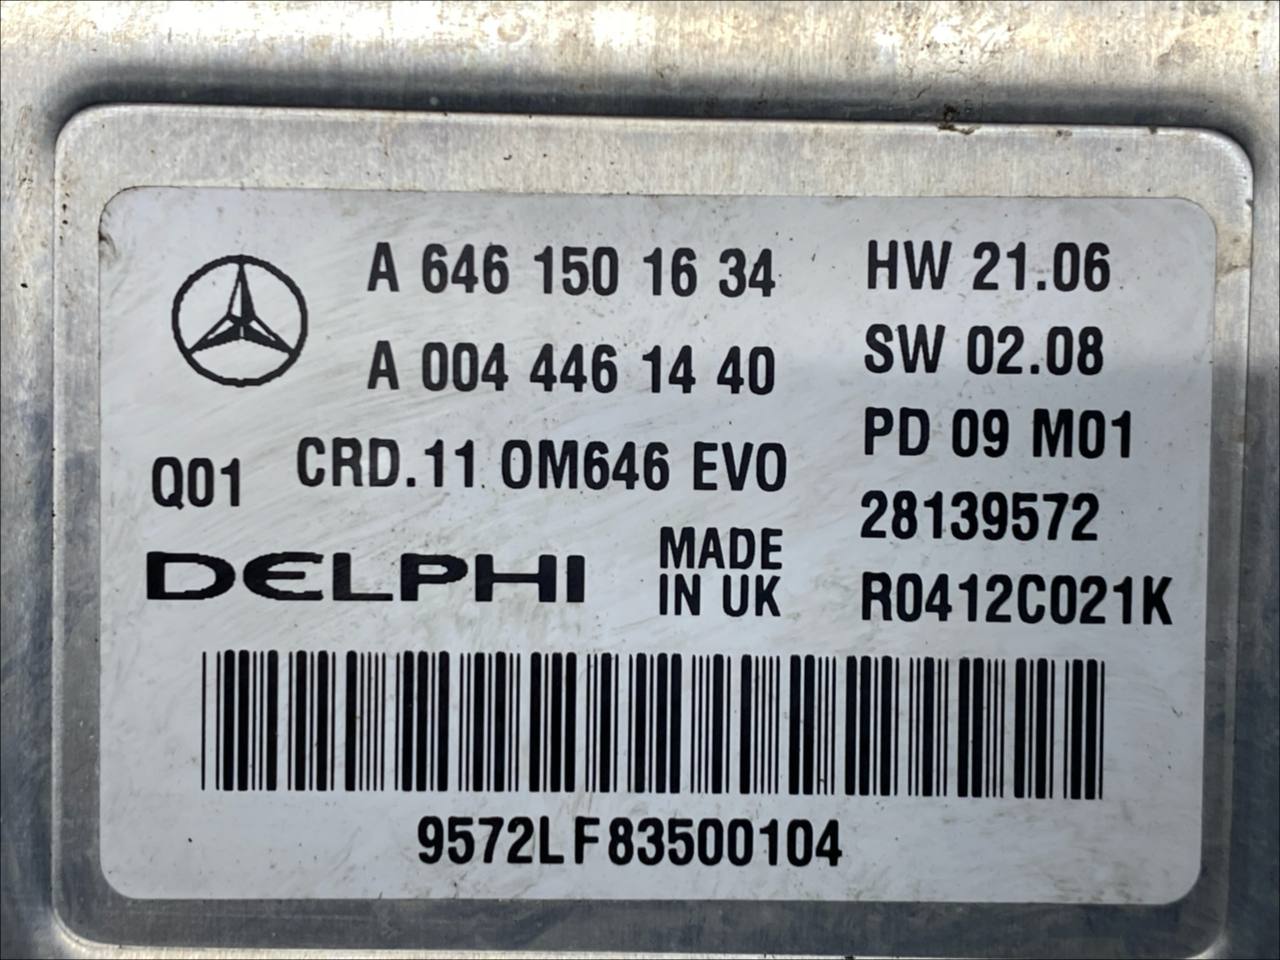 A 646 150 16 34
HW 21.06
A 004 446 14 40
SW 02.08
Q01
CRD.11 OM646 EVO
PD 09 M01
28139572
DELPHI
MADE
IN UK
R0412C021K
9572LF83500104